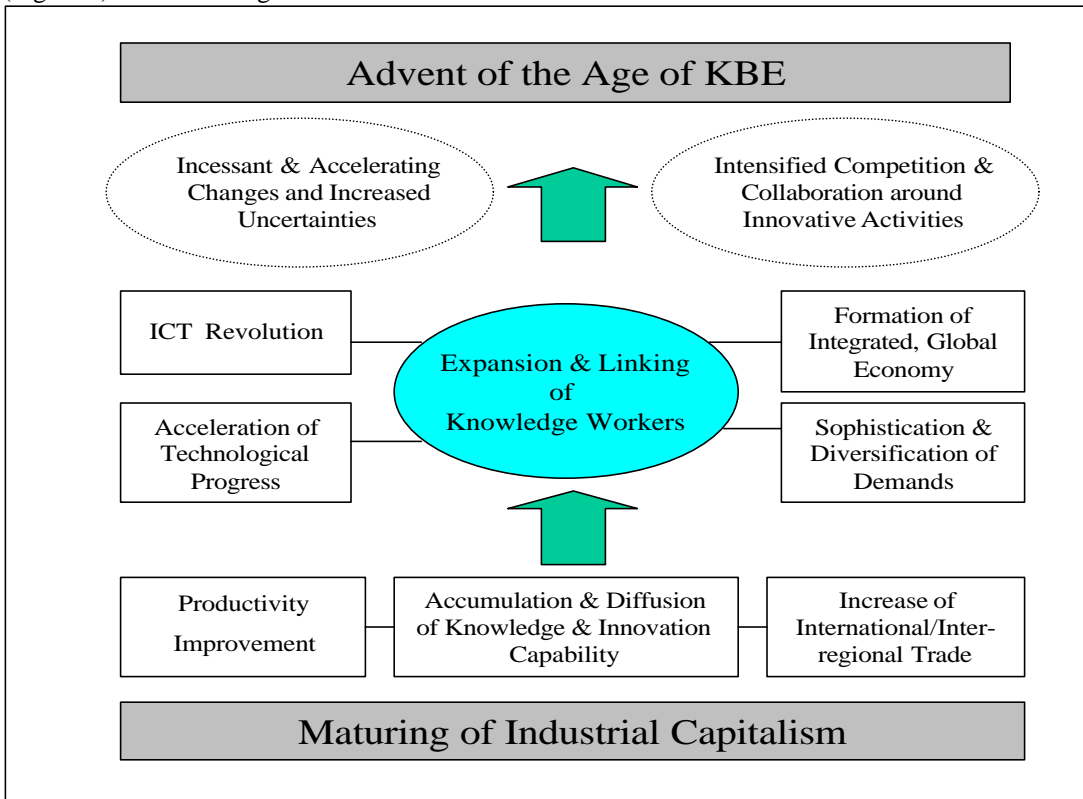 Advent of the Age of KBE
Incessant & Accelerating
Changes and Increased
Uncertainties
Intensified Competition &
Collaboration around
Innovative Activities
ICT Revolution
Formation of
Integrated, Global
Economy
Expansion & Linking
of
Knowledge Workers
Acceleration of
Technological
Progress
Sophistication &
Diversification of
Demands
Productivity
Improvement
Accumulation & Diffusion
of Knowledge & Innovation
Capability
Increase of
International/Inter-
regional Trade
Maturing of Industrial Capitalism